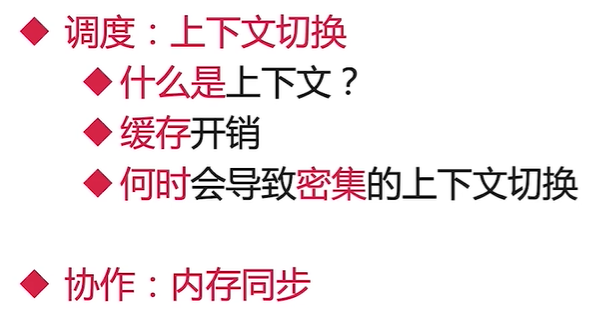 调度：上下文切换
什么是上下文？
缓存开销
何时会导致密集的上下文切换
协作：内存同步